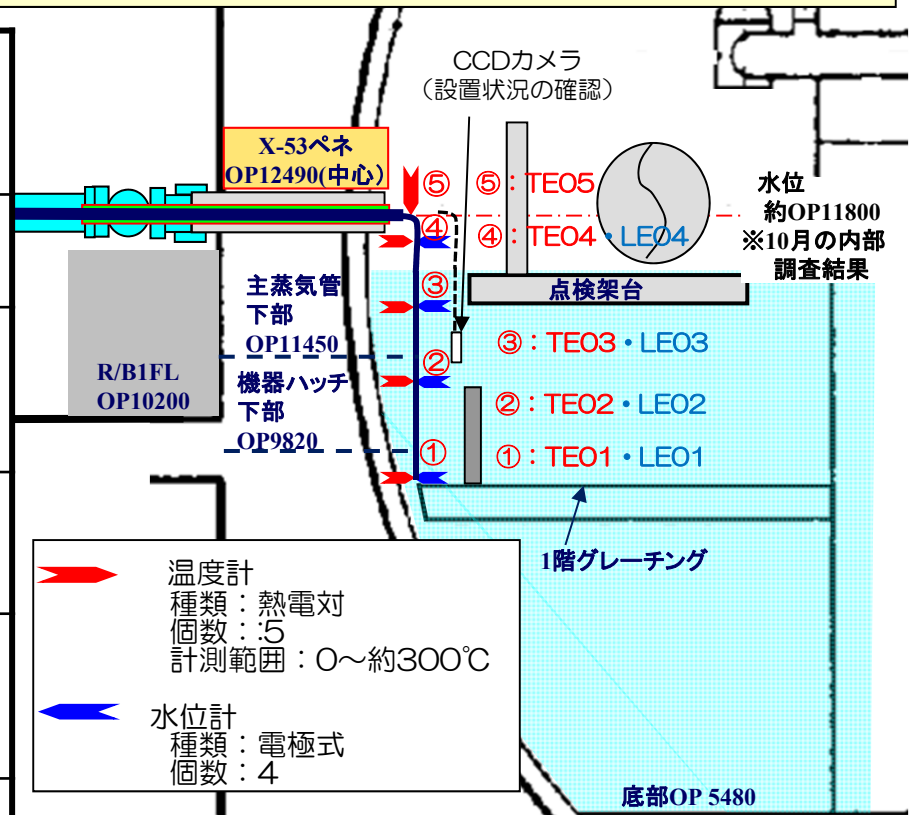 CCDカメラ
（設置状況の確認）
X-53ペネ
OP12490(中心)
⑤
⑤：TE05
水位
約OP11800
※10月の内部
調査結果
④
④：TE04・LE04
点検架台
③
主蒸気管
下部
OP11450
③：TE03・LE03
②
R/B1FL
OP10200
機器ハッチ
下部
OP9820
②：TE02・LE02
①
①：TE01・LE01
1階グレーチング
温度計
種類：熱電対
個数：:5
計測範囲：0～約300℃
水位計
種類：電極式
個数：4
底部OP 5480